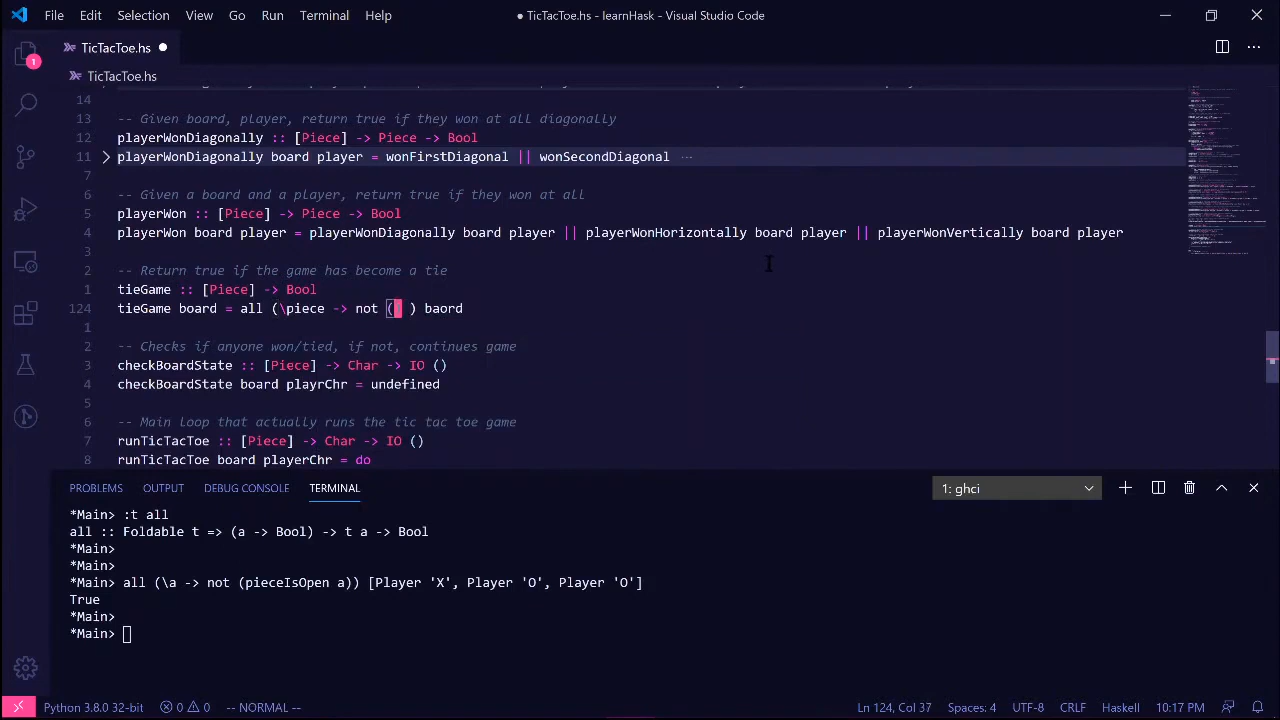 File Edit Selection View Go Run Terminal Help
● TicTacToe.hs - learnHask - Visual Studio Code
TicTacToe.hs ●
1
TicTacToe.hs
14
13 -- Given board, player, return true if they won at all diagonally
12 playerWonDiagonally :: [Piece] -> Piece -> Bool
11 playerWonDiagonally board player = wonFirstDiagonal || wonSecondDiagonal ···
7
6 -- Given a board and a player, return true if they won at all
5 playerWon :: [Piece] -> Piece -> Bool
4 playerWon board player = playerWonDiagonally board player || playerWonHoriontally board player || playerWonVertically board player
3
2 -- Return true if the game has become a tie
1 tieGame :: [Piece] -> Bool
124 tieGame board = all (\piece -> not ( ) baord
1
2 -- Checks if anyone won/tied, if not, continues game
3 checkBoardState :: [Piece] -> Char -> IO ()
4 checkBoardState board playrChr = undefined
5
6 -- Main loop that actually runs the tic tac toe game
7 runTicTacToe :: [Piece] -> Char -> IO ()
8 runTicTacToe board playerChr = do
PROBLEMS OUTPUT DEBUG CONSOLE TERMINAL 1: ghci
*Main> :t all
all :: Foldable t => (a -> Bool) -> t a -> Bool
*Main>
*Main>
*Main> all (\a -> not (pieceIsOpen a)) [Player 'X', Player 'O', Player 'O']
True
*Main>
*Main>
Python 3.8.0 32-bit 0 0 -- NORMAL -- Ln 124, Col 37 Spaces: 4 UTF-8 CRLF Haskell 10:17 PM